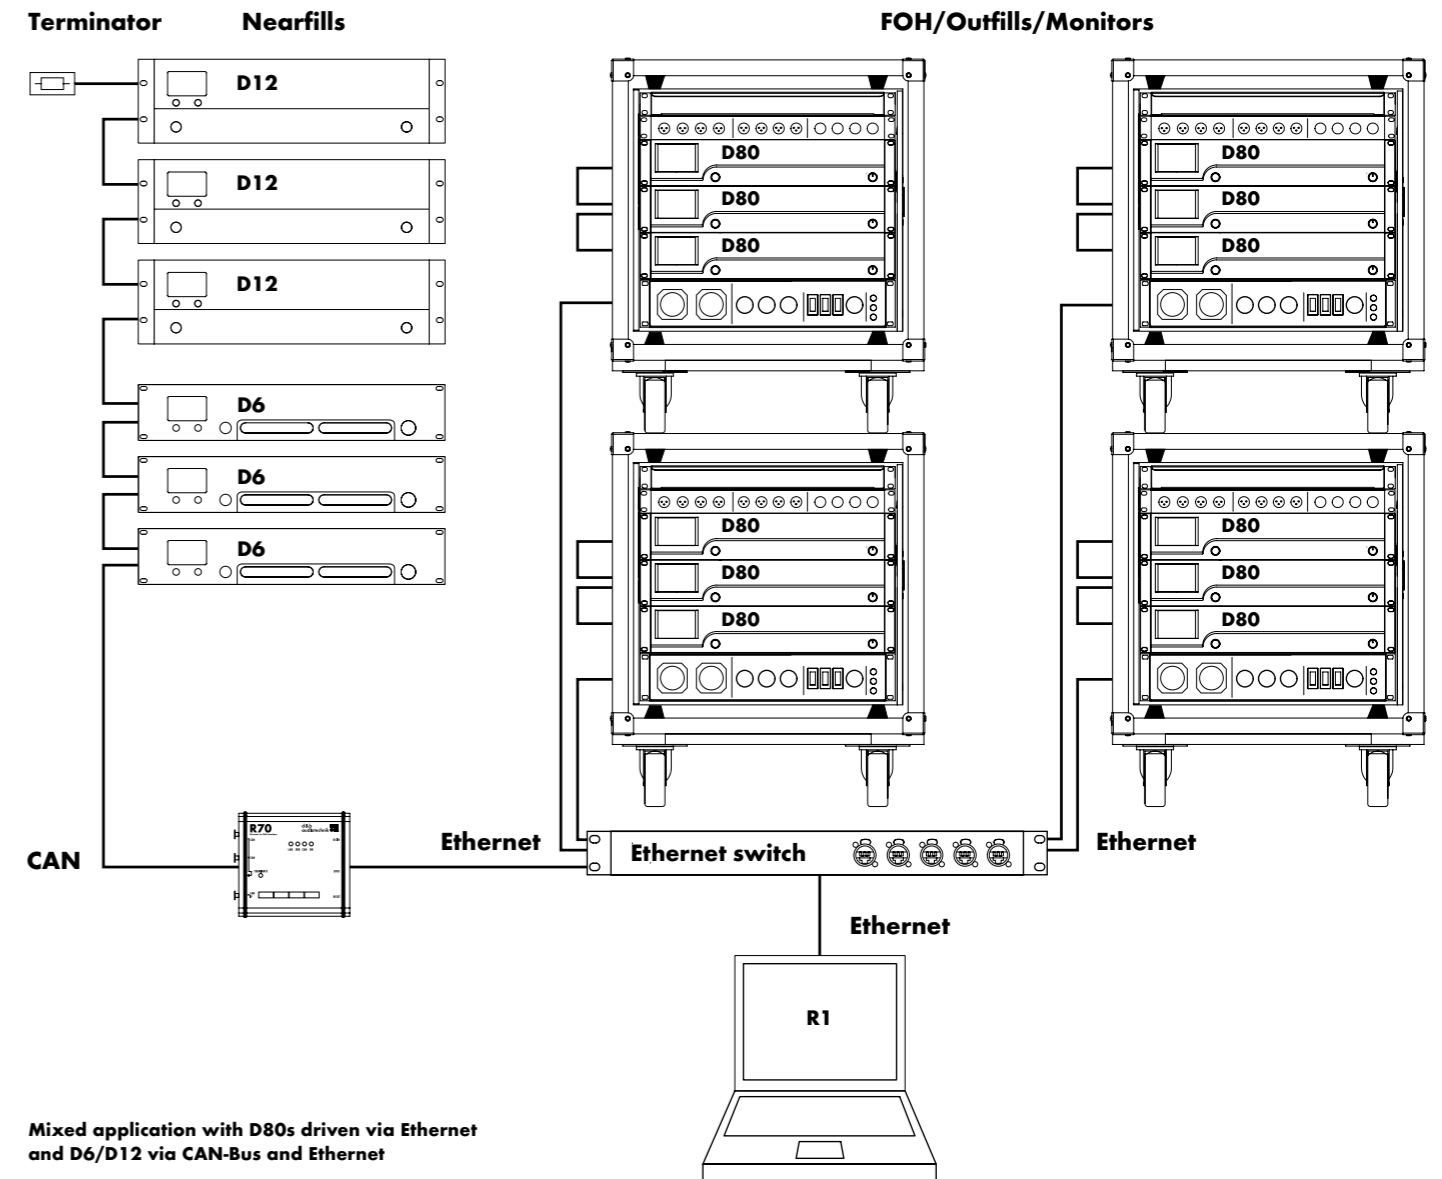 Terminator
Nearfills
FOH/Outfills/Monitors
D12
D12
D12
D6
D6
D6
D80
D80
D80
D80
D80
D80
D80
D80
D80
D80
D80
D80
CAN
R70
d&b
audiotechnik
Ethernet
Ethernet switch
Ethernet
Ethernet
R1
Mixed application with D80s driven via Ethernet
and D6/D12 via CAN-Bus and Ethernet